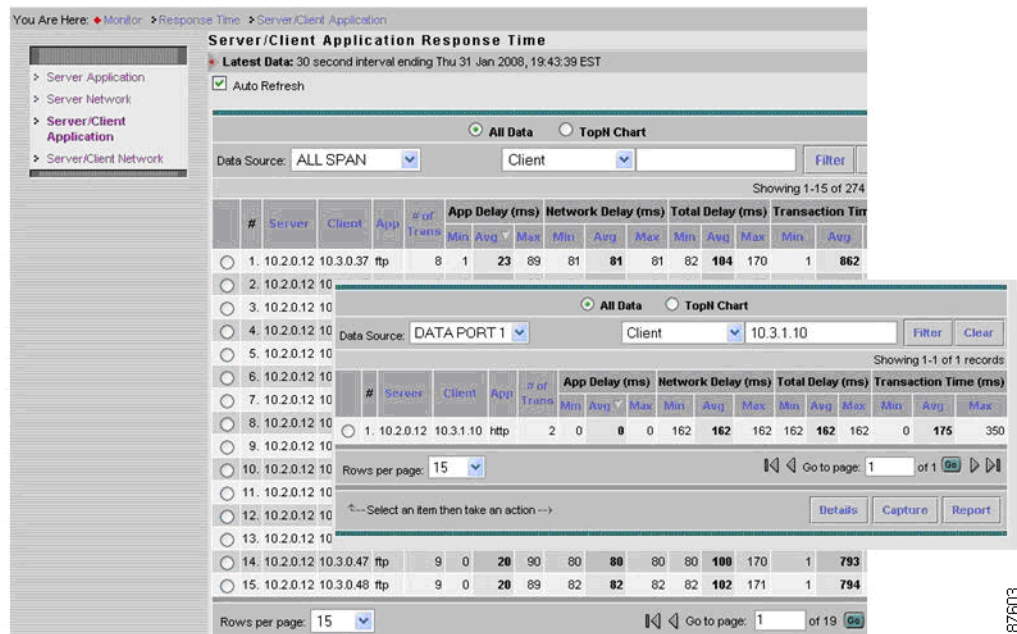 You Are Here: Monitor > Response Time > Server/Client Application
Server/Client Application Response Time
> Server Application
> Server Network
> Server/Client Application
> Server/Client Network
Latest Data: 30 second interval ending Thu 31 Jan 2008, 19:43:39 EST
Auto Refresh
All Data TopN Chart
Data Source: ALL SPAN Client Filter
Showing 1-15 of 274
App Delay (ms) Network Delay (ms) Total Delay (ms) Transaction Tim
# Server Client App # of Trans Min Avg Max Min Avg Max Min Avg Max Min Avg
1. 10.2.0.12 10.3.0.37 ftp 8 1 23 89 81 81 81 82 104 170 1 862
2. 10.2.0.12 10
3. 10.2.0.12 10
4. 10.2.0.12 10
5. 10.2.0.12 10
6. 10.2.0.12 10
7. 10.2.0.12 10
8. 10.2.0.12 10
9. 10.2.0.12 10
10. 10.2.0.12 10
11. 10.2.0.12 10
12. 10.2.0.12 10
13. 10.2.0.12 10
14. 10.2.0.12 10.3.0.47 ftp 9 0 20 90 80 80 80 80 100 170 1 793
15. 10.2.0.12 10.3.0.48 ftp 9 0 20 89 82 82 82 82 102 171 1 794
Rows per page: 15 Go to page: 1 of 19 Go
All Data TopN Chart
Data Source: DATA PORT 1 Client 10.3.1.10 Filter Clear
Showing 1-1 of 1 records
App Delay (ms) Network Delay (ms) Total Delay (ms) Transaction Time (ms)
# Server Client App # of Trans Min Avg Max Min Avg Max Min Avg Max Min Avg Max
1. 10.2.0.12 10.3.1.10 http 2 0 0 0 162 162 162 162 162 162 0 175 350
Rows per page: 15 Go to page: 1 of 1 Go
Select an item then take an action --> Details Capture Report
87603